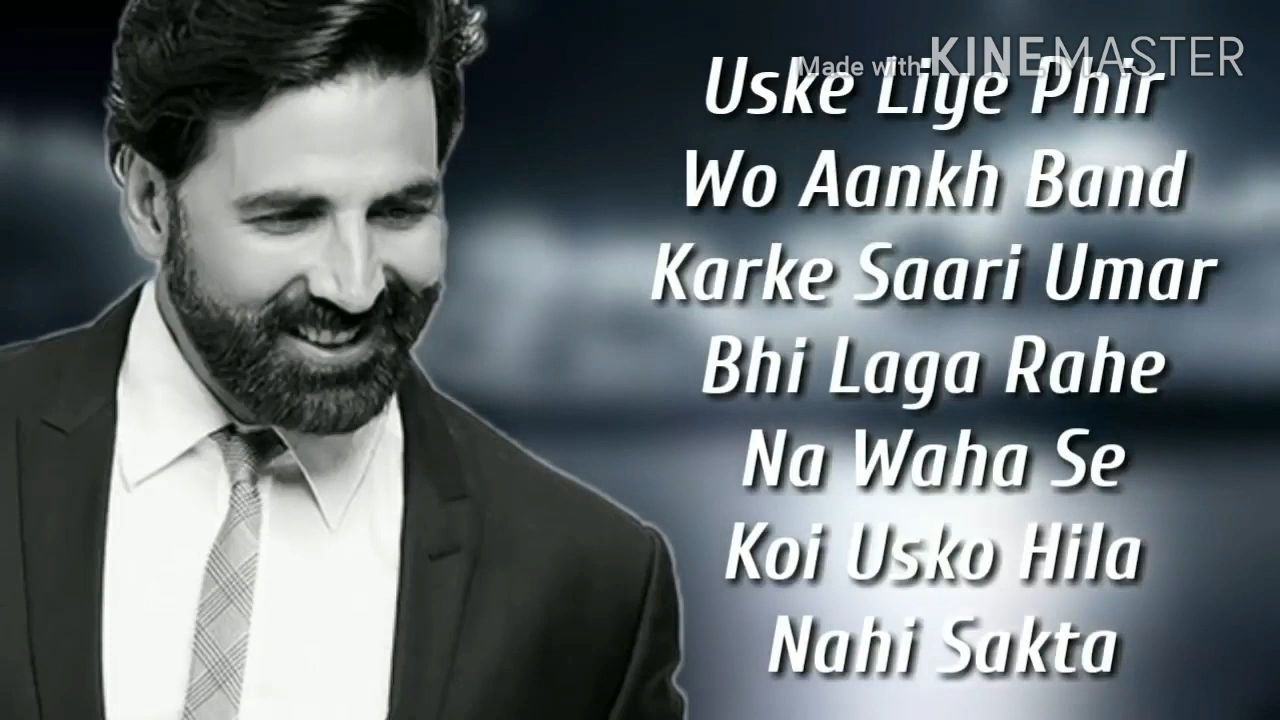 Made with KINEMASTER
Uske Liye Phir
Wo Aankh Band
Karke Saari Umar
Bhi Laga Rahe
Na Waha Se
Koi Usko Hila
Nahi Sakta